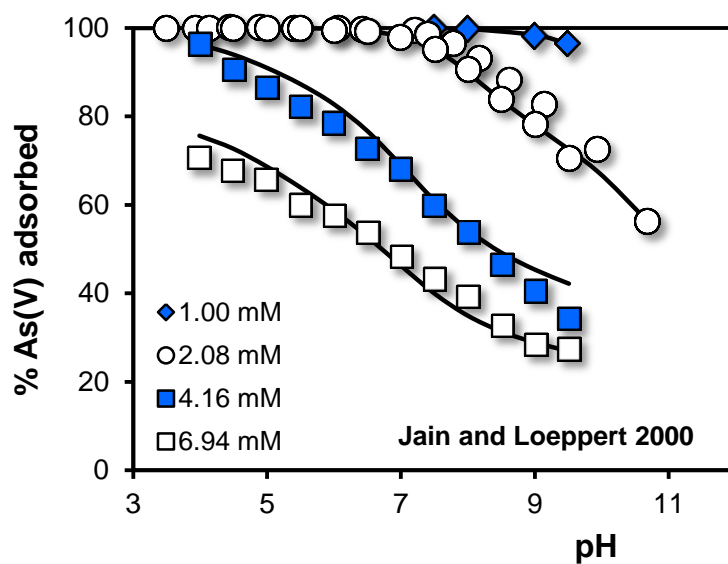 100
80
60
40
20
0
% As(V) adsorbed
1.00 mM
2.08 mM
4.16 mM
6.94 mM
Jain and Loeppert 2000
3 5 7 9 11
pH